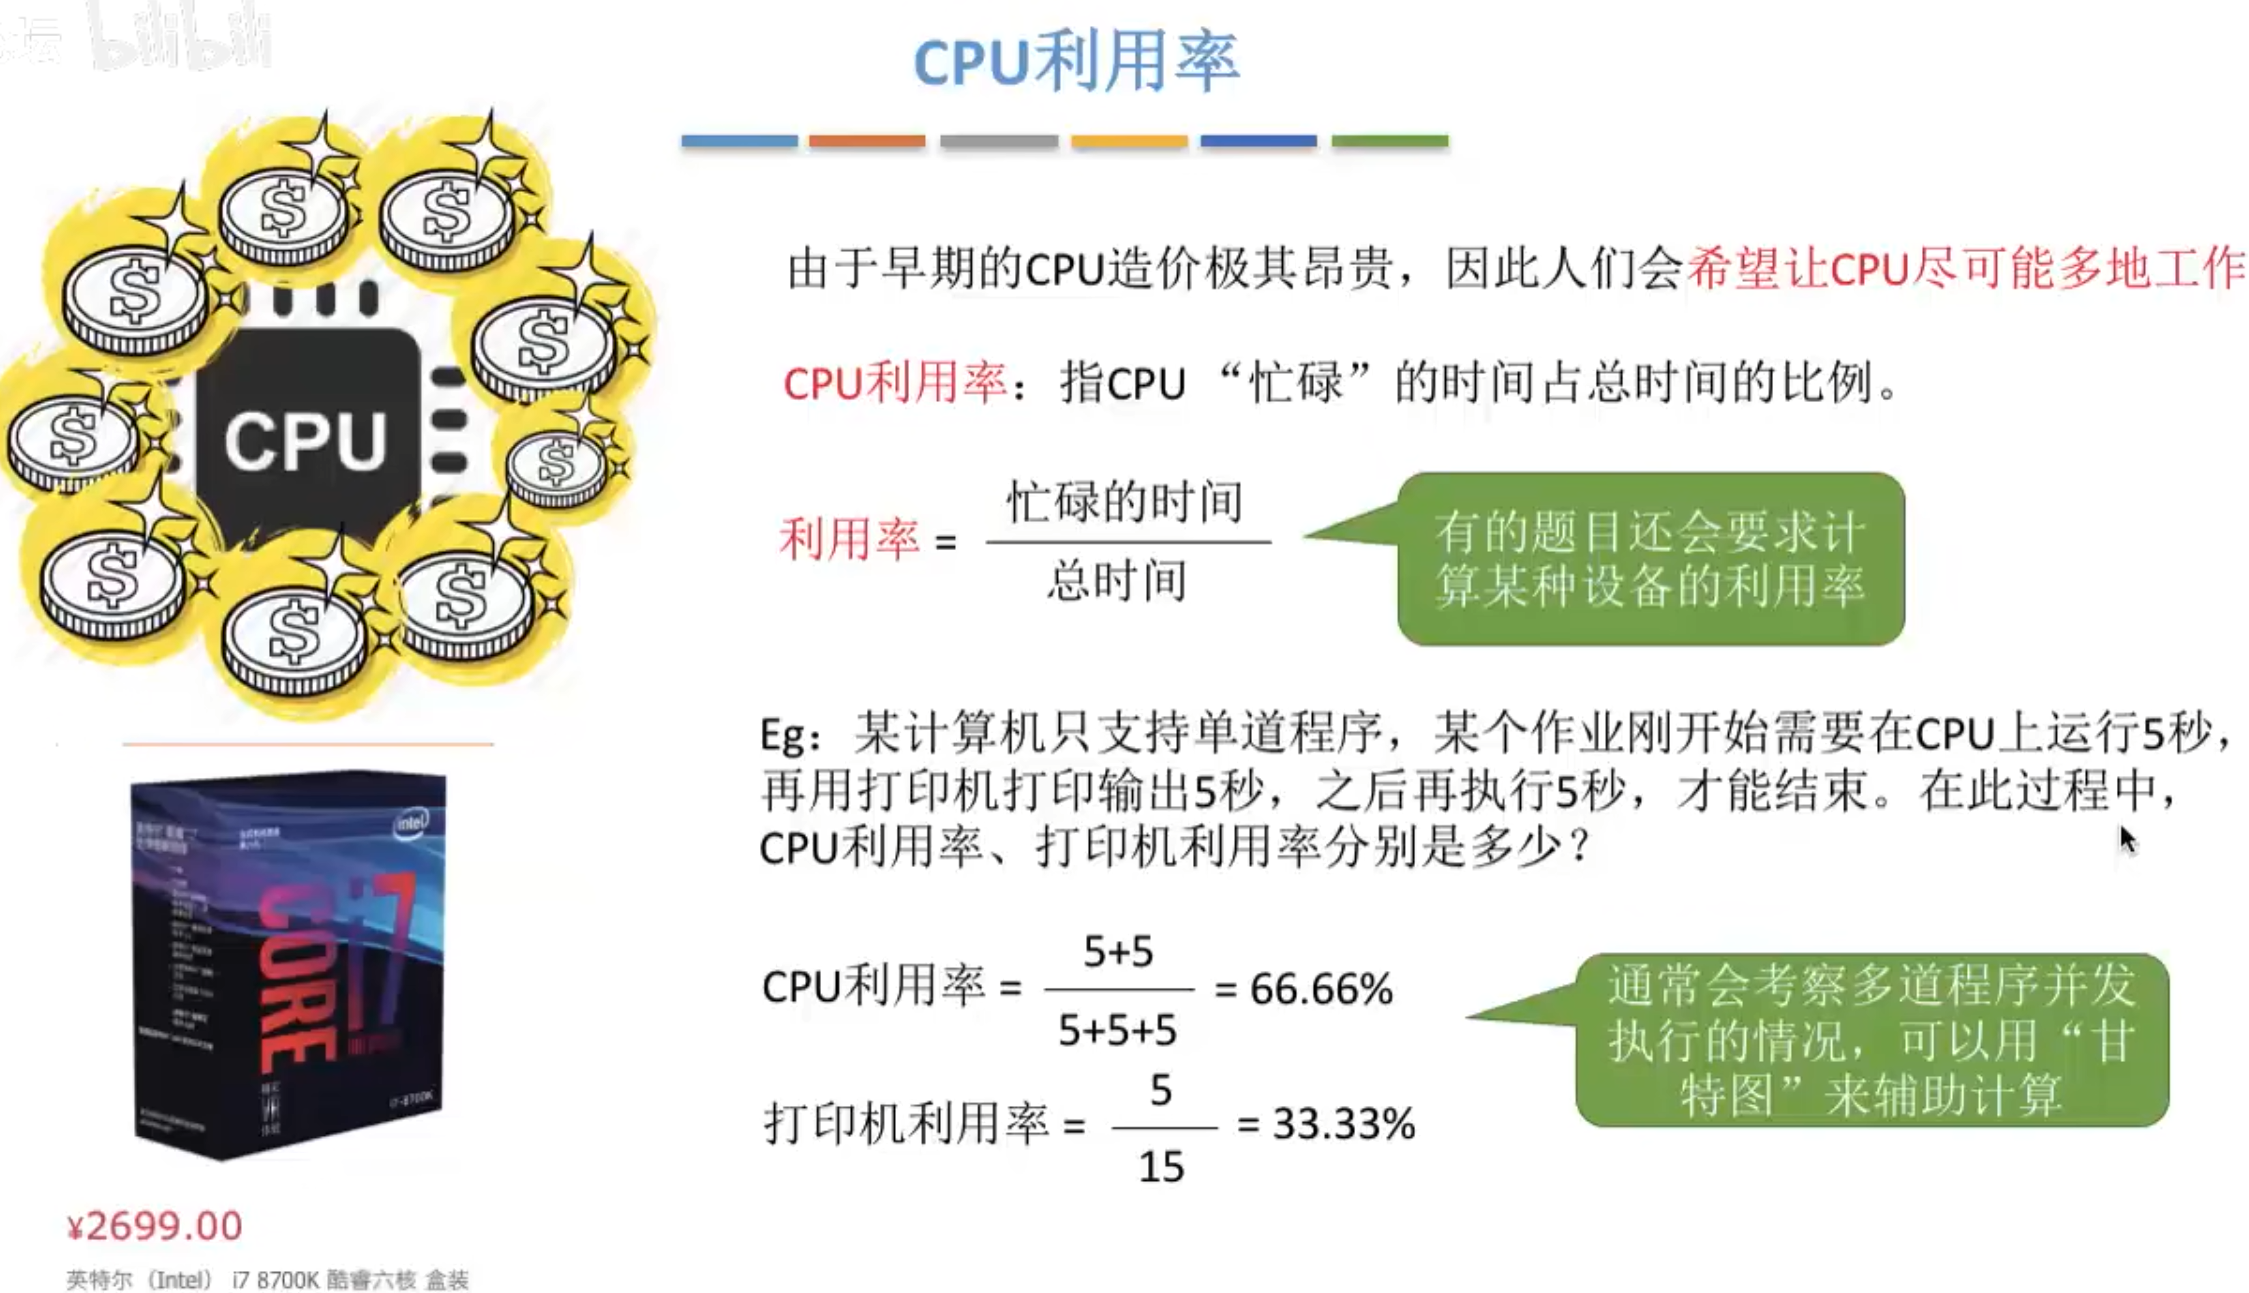 坛 bilibili
CPU利用率
由于早期的CPU造价极其昂贵，因此人们会希望让CPU尽可能多地工作
CPU利用率：指CPU “忙碌”的时间占总时间的比例。
利用率 =
忙碌的时间
总时间
有的题目还会要求计
算某种设备的利用率
Eg：某计算机只支持单道程序，某个作业刚开始需要在CPU上运行5秒，
再用打印机打印输出5秒，之后再执行5秒，才能结束。在此过程中，
CPU利用率、打印机利用率分别是多少？
CPU利用率 =
5+5
5+5+5
= 66.66%
打印机利用率 =
5
15
= 33.33%
通常会考察多道程序并发
执行的情况，可以用“甘
特图”来辅助计算
$
$
$
$
$
$
$
$
$
CPU
intel
CORE i7
i7-8700K
¥2699.00
英特尔（Intel） i7 8700K 酷睿六核 盒装